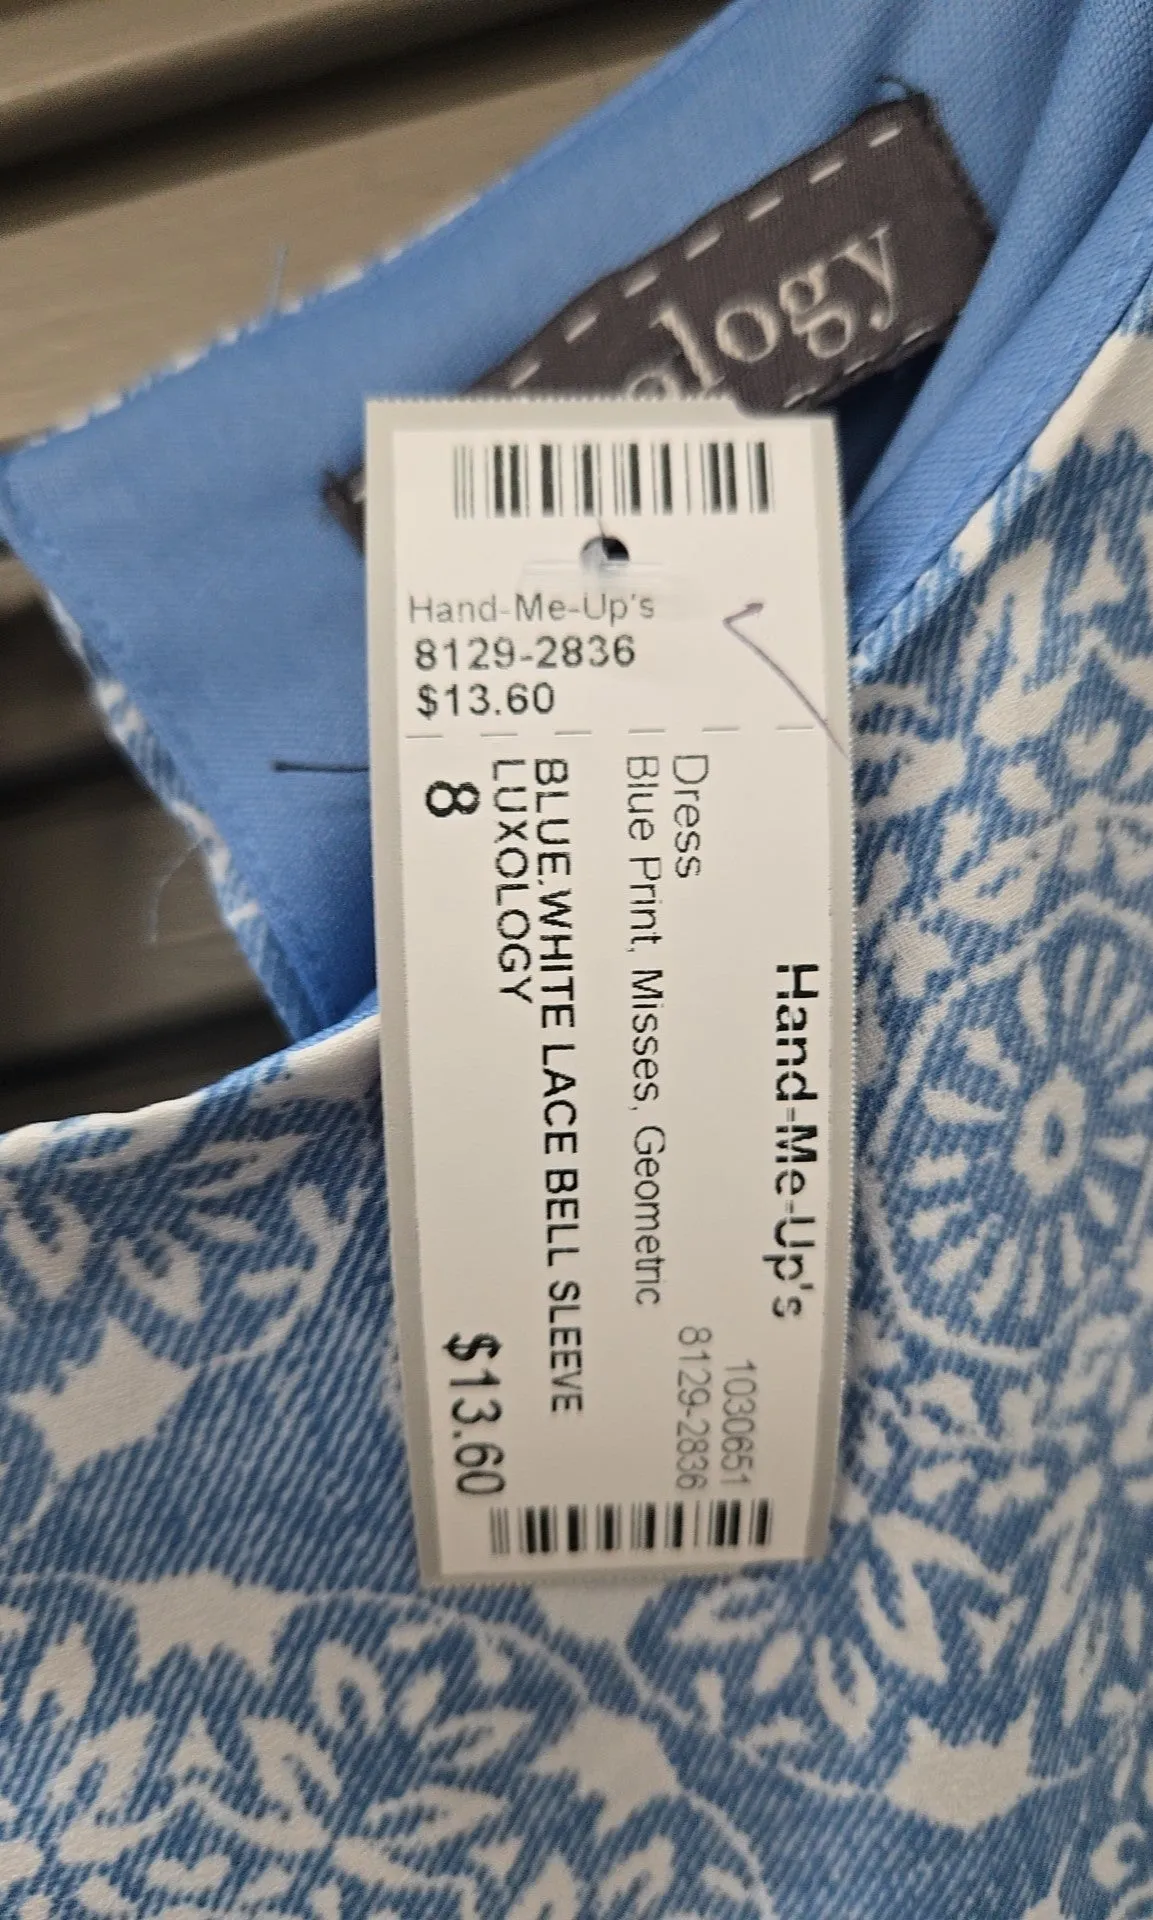 ology
Hand-Me-Up's
8129-2836
$13.60
Hand-Me-Up's
1030651
Dress 8129-2836
Blue Print, Misses, Geometric
BLUE.WHITE LACE BELL SLEEVE
LUXOLOGY
8 $13.60